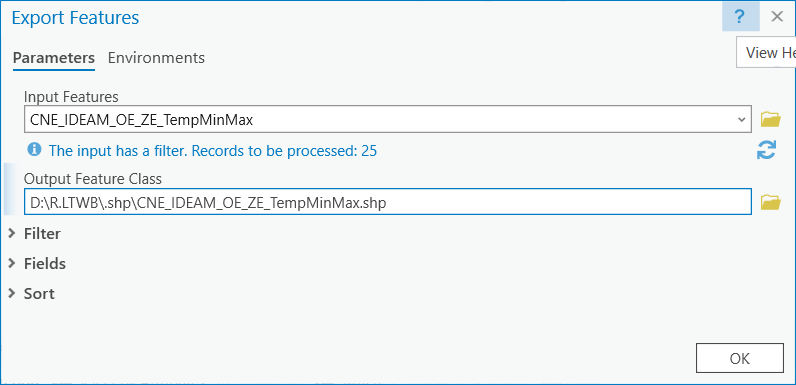 Export Features
?
Parameters Environments
View He
Input Features
CNE_IDEAM_OE_ZE_TempMinMax
The input has a filter. Records to be processed: 25
Output Feature Class
D:\R.LTWB\.shp\CNE_IDEAM_OE_ZE_TempMinMax.shp
Filter
Fields
Sort
OK